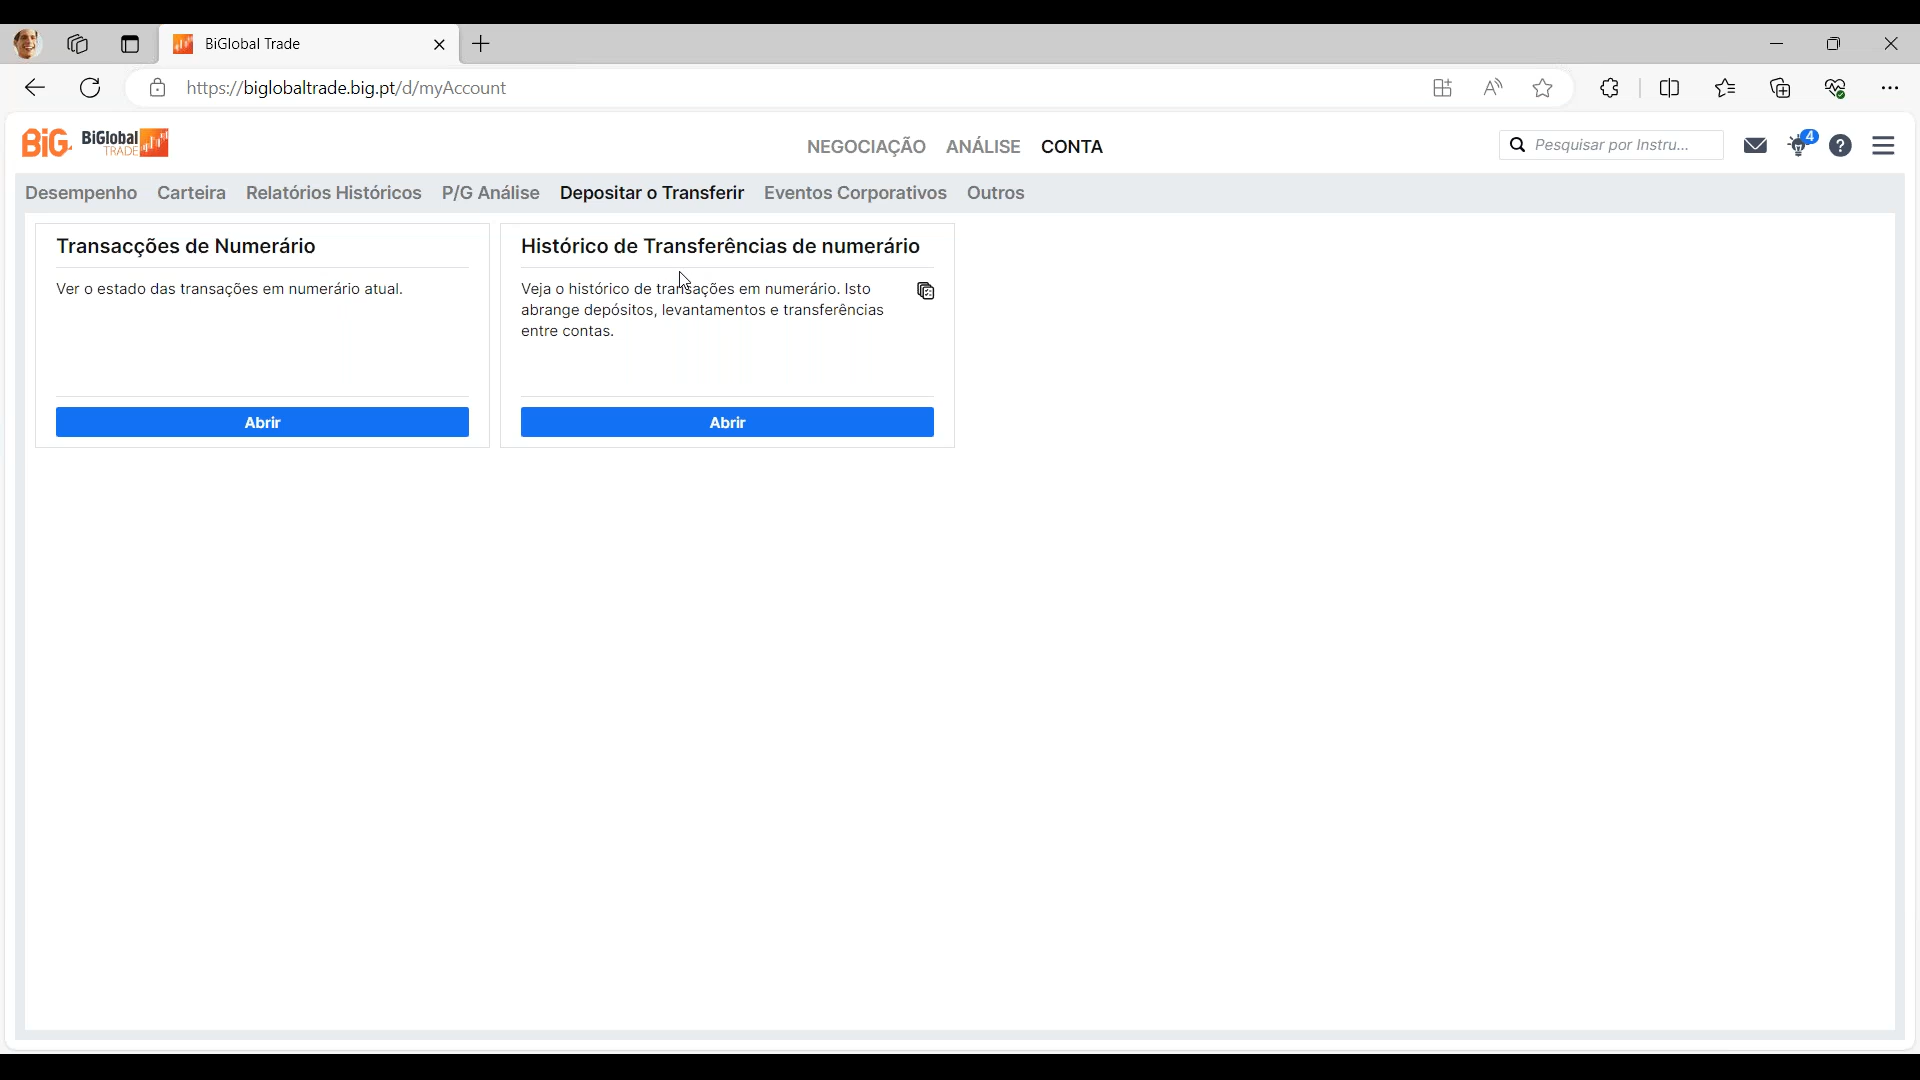 BiGlobal Trade
https://biglobaltrade.big.pt/d/myAccount
BiG BiGlobal TRADE
NEGOCIAÇÃO ANÁLISE CONTA
Pesquisar por Instru...
4
Desempenho Carteira Relatórios Históricos P/G Análise Depositar o Transferir Eventos Corporativos Outros
Transacções de Numerário
Ver o estado das transações em numerário atual.
Abrir
Histórico de Transferências de numerário
Veja o histórico de transações em numerário. Isto
abrange depósitos, levantamentos e transferências
entre contas.
Abrir